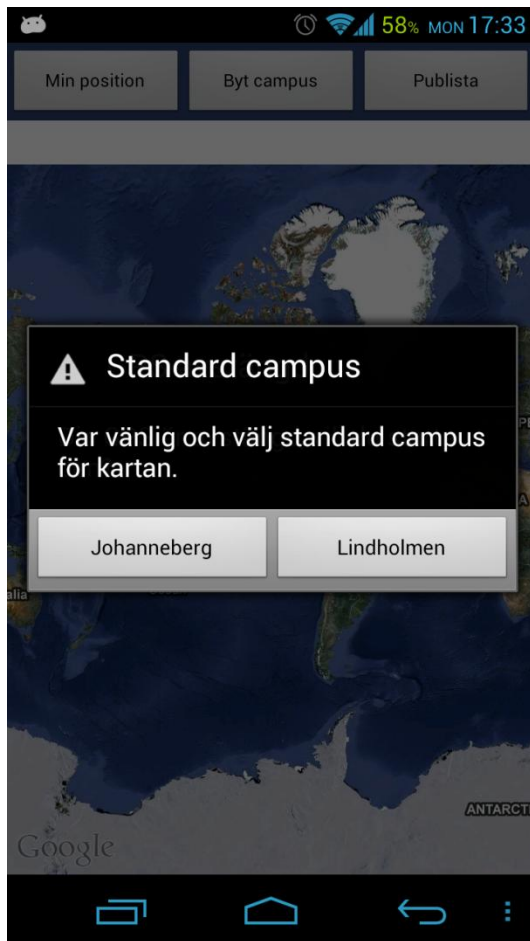 58% MON 17:33
Min position Byt campus Publista
Standard campus
Var vänlig och välj standard campus
för kartan.
Johanneberg Lindholmen
alia
ANTARCTI
Google